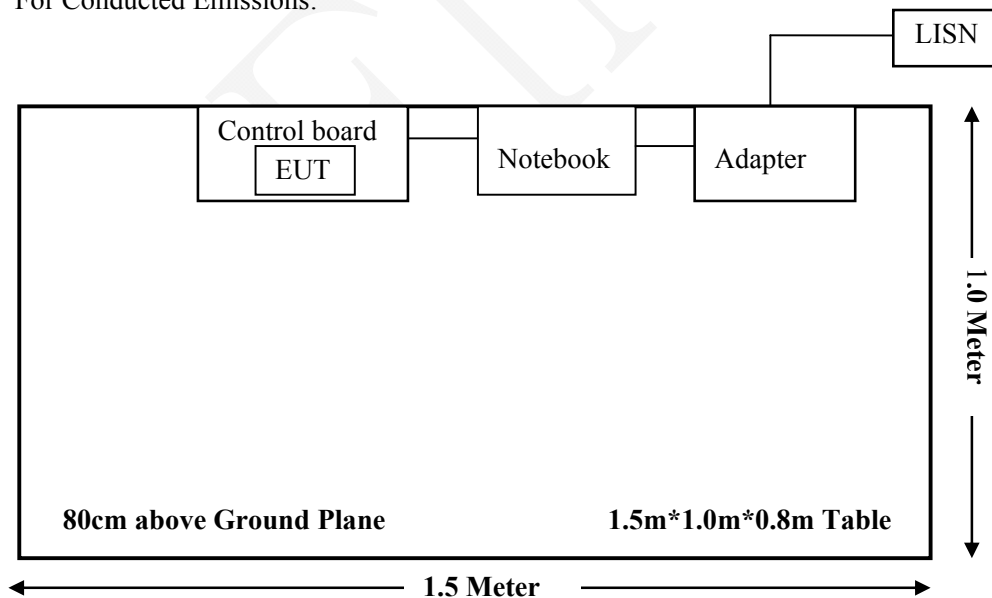 For Conducted Emissions:
LISN
Control board
EUT
Notebook
Adapter
1.0 Meter
80cm above Ground Plane
1.5m*1.0m*0.8m Table
1.5 Meter